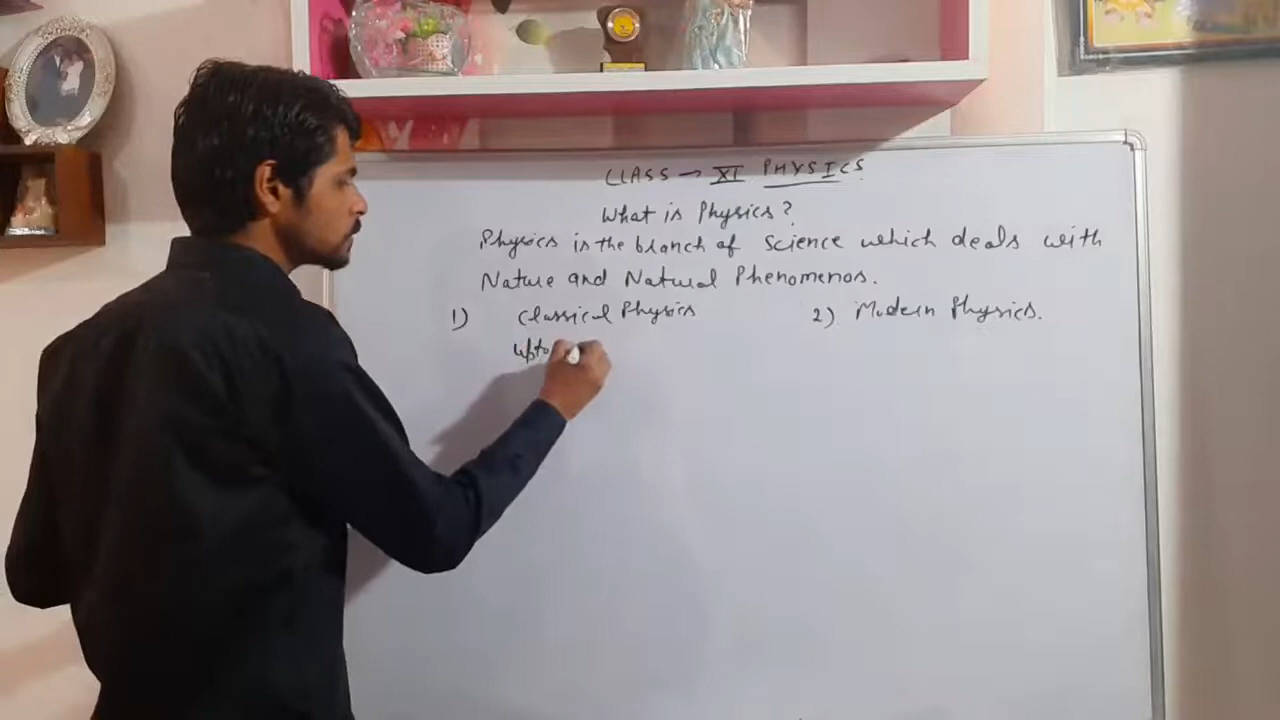 CLASS → XI PHYSICS
What is Physics?
Physics is the branch of Science which deals with
Nature and Natural Phenomenos.
1) Classical Physics 2) Modern Physics.
upto